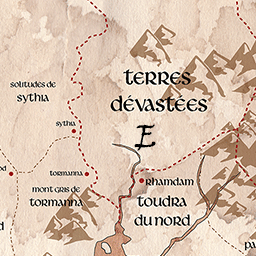 TERRES
DÉVASTÉES
SOLITUDES DE
SYTHIA
SYTHIA
E
TORMANNA
RHAMDAM
MONT GRIS DE
TORMANNA
TOUDRA
DU NORD